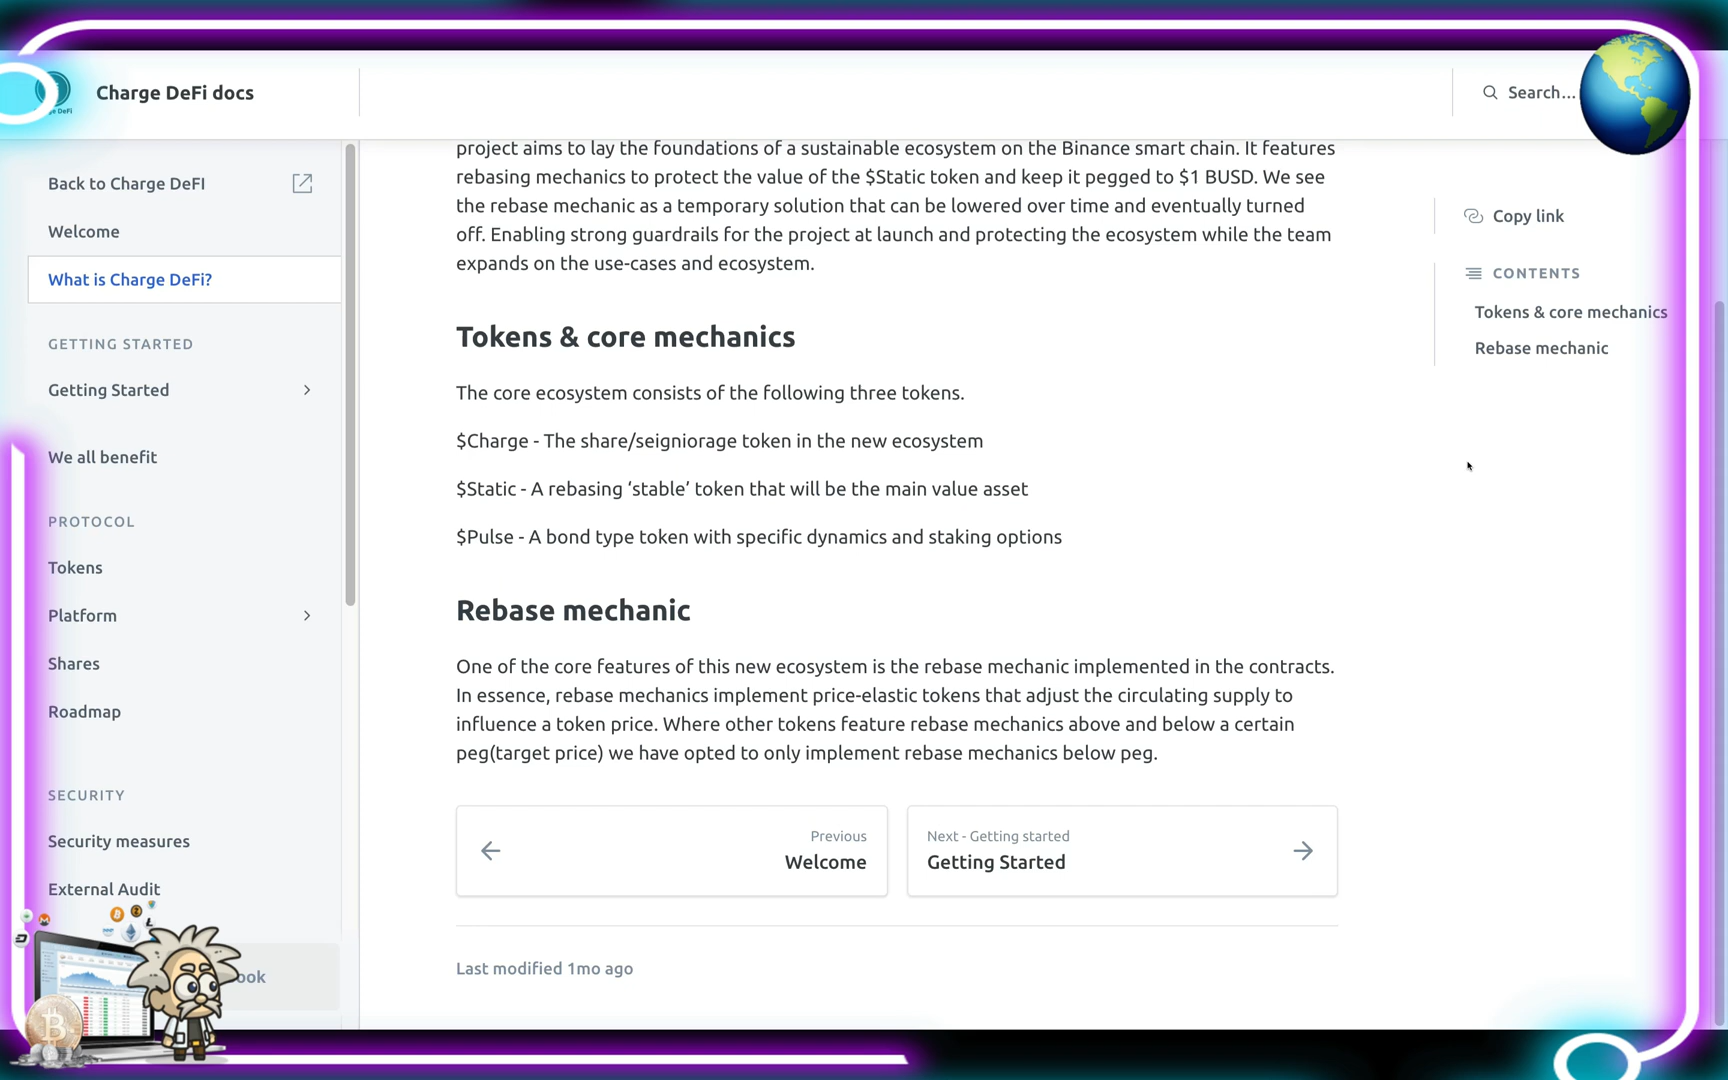 Charge DeFi docs
Search...
Back to Charge DeFI
Welcome
What is Charge DeFi?
GETTING STARTED
Getting Started
We all benefit
PROTOCOL
Tokens
Platform
Shares
Roadmap
SECURITY
Security measures
External Audit
ook
project aims to lay the foundations of a sustainable ecosystem on the Binance smart chain. It features
rebasing mechanics to protect the value of the $Static token and keep it pegged to $1 BUSD. We see
the rebase mechanic as a temporary solution that can be lowered over time and eventually turned
off. Enabling strong guardrails for the project at launch and protecting the ecosystem while the team
expands on the use-cases and ecosystem.
Tokens & core mechanics
The core ecosystem consists of the following three tokens.
$Charge - The share/seigniorage token in the new ecosystem
$Static - A rebasing ‘stable’ token that will be the main value asset
$Pulse - A bond type token with specific dynamics and staking options
Rebase mechanic
One of the core features of this new ecosystem is the rebase mechanic implemented in the contracts.
In essence, rebase mechanics implement price-elastic tokens that adjust the circulating supply to
influence a token price. Where other tokens feature rebase mechanics above and below a certain
peg(target price) we have opted to only implement rebase mechanics below peg.
Previous
Welcome
Next - Getting started
Getting Started
Last modified 1mo ago
Copy link
CONTENTS
Tokens & core mechanics
Rebase mechanic